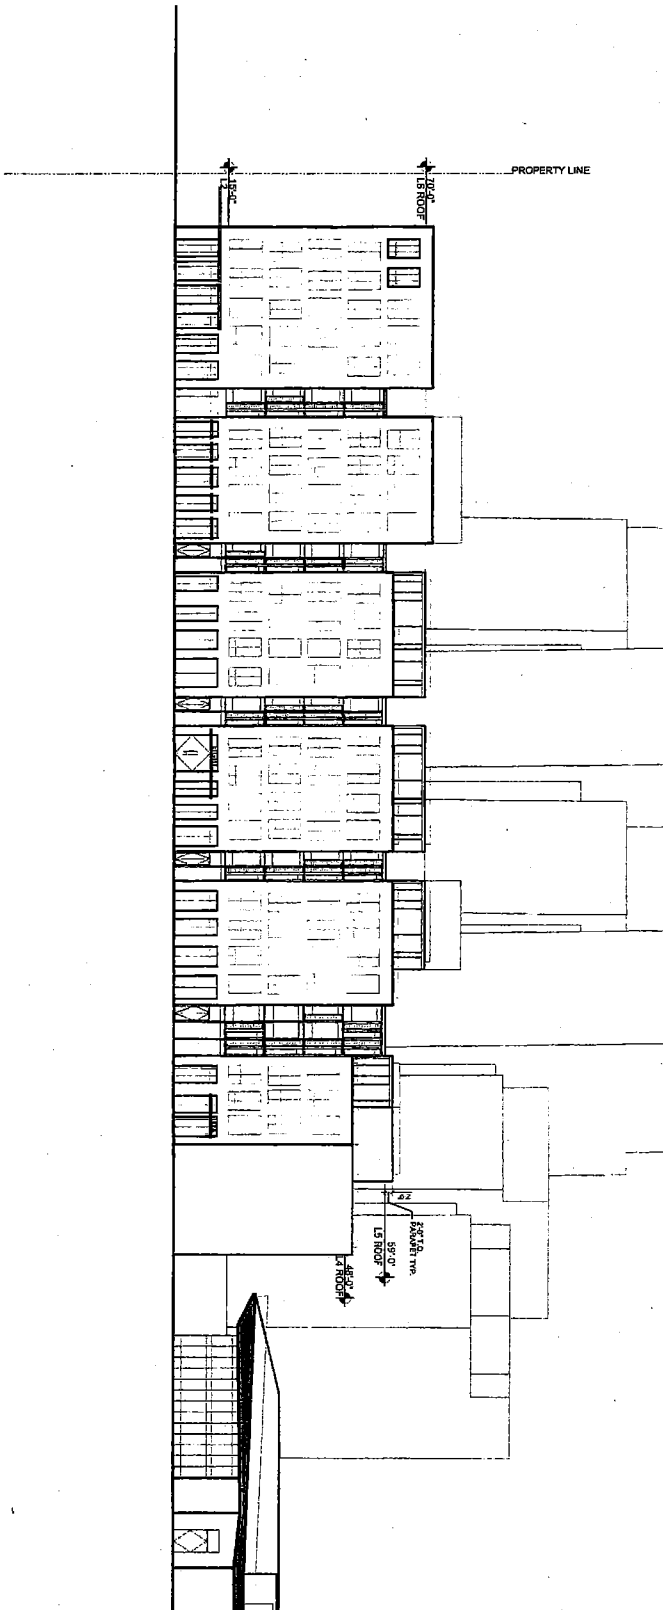 PROPERTY LINE
70'-0"
L6 ROOF
15'-0"
L2
2'-0" T.O.
PARAPET TYP.
59'-0"
L5 ROOF
48'-0"
L4 ROOF